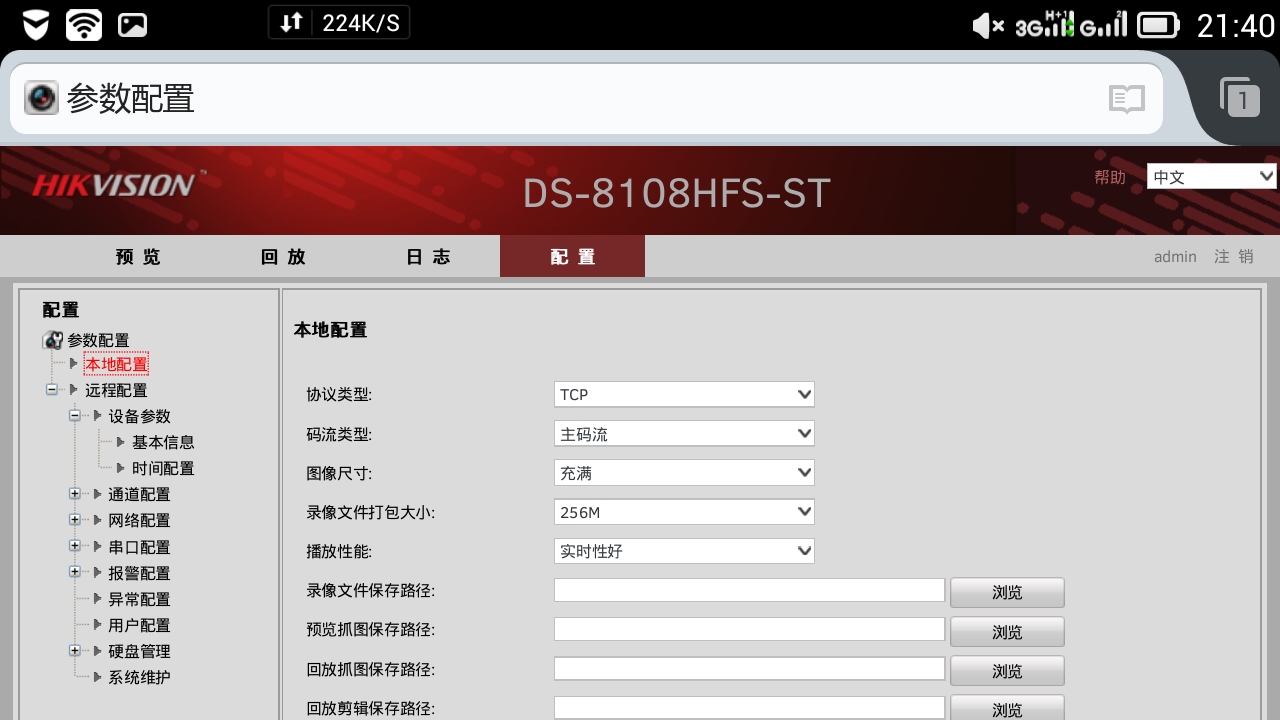 224K/S
3G H+1 G 2 21:40
参数配置
1
HIKVISION™
DS-8108HFS-ST
帮助 中文
预览 回放 日志 配置 admin 注销
配置
参数配置
本地配置
远程配置
设备参数
基本信息
时间配置
通道配置
网络配置
串口配置
报警配置
异常配置
用户配置
硬盘管理
系统维护
本地配置
协议类型: TCP
码流类型: 主码流
图像尺寸: 充满
录像文件打包大小: 256M
播放性能: 实时性好
录像文件保存路径: 浏览
预览抓图保存路径: 浏览
回放抓图保存路径: 浏览
回放剪辑保存路径: 浏览